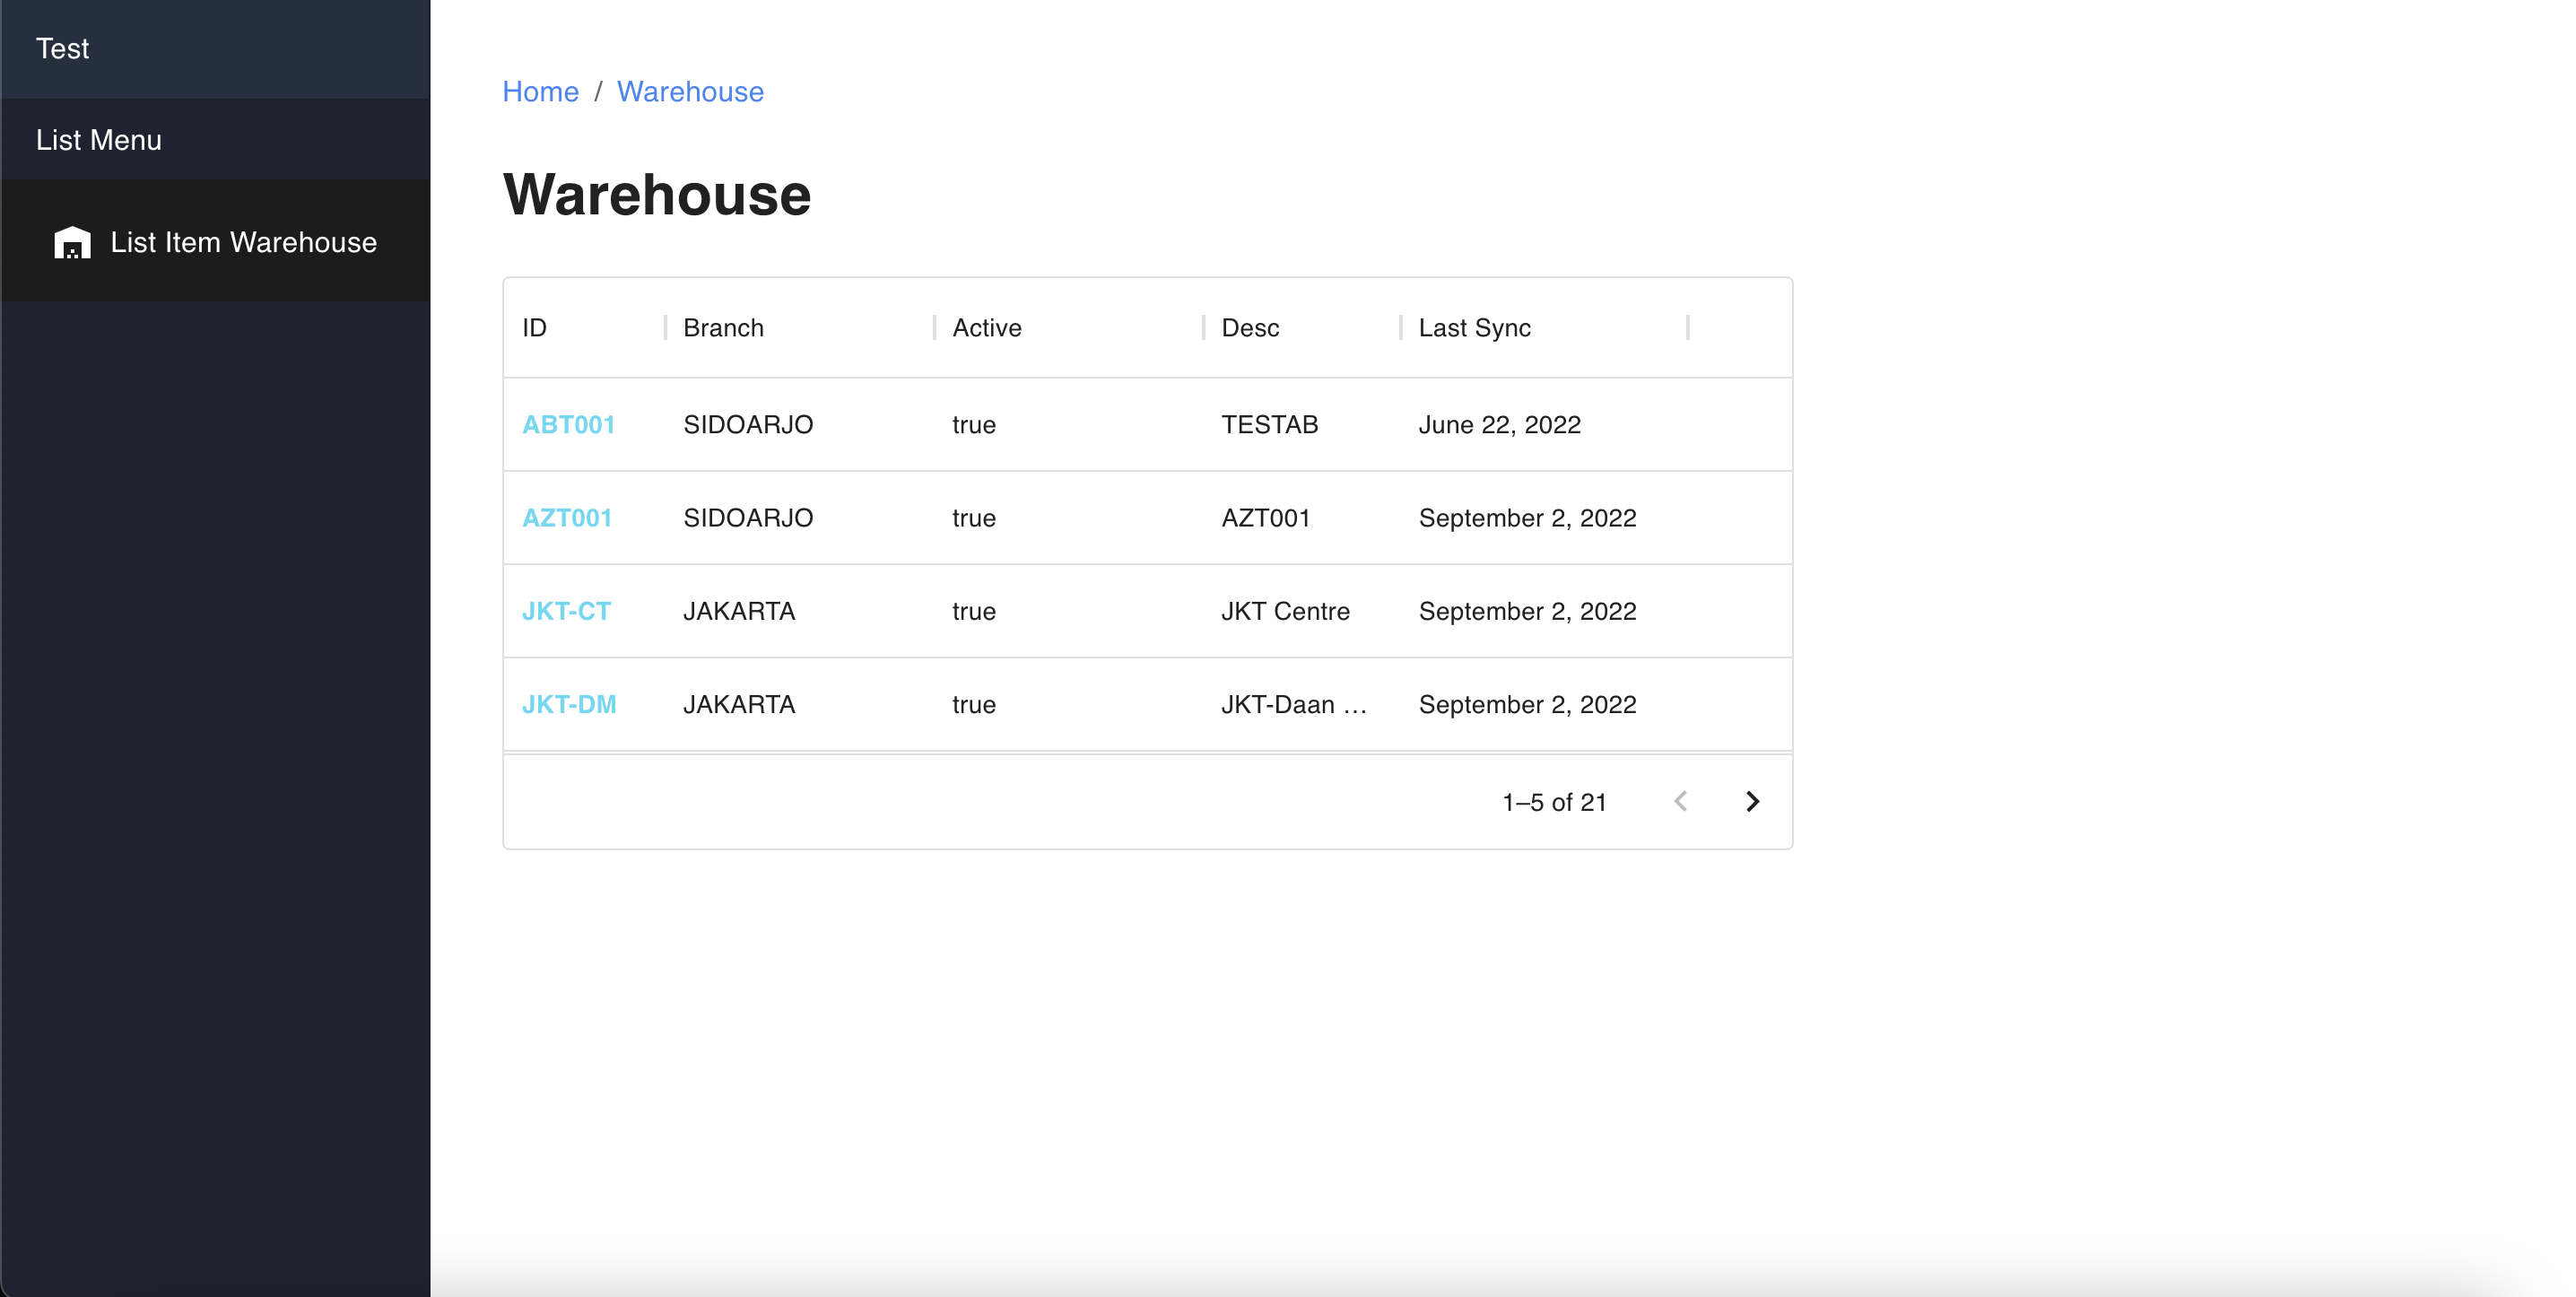 Test
List Menu
List Item Warehouse
Home / Warehouse
Warehouse
ID Branch Active Desc Last Sync
ABT001 SIDOARJO true TESTAB June 22, 2022
AZT001 SIDOARJO true AZT001 September 2, 2022
JKT-CT JAKARTA true JKT Centre September 2, 2022
JKT-DM JAKARTA true JKT-Daan … September 2, 2022
1–5 of 21